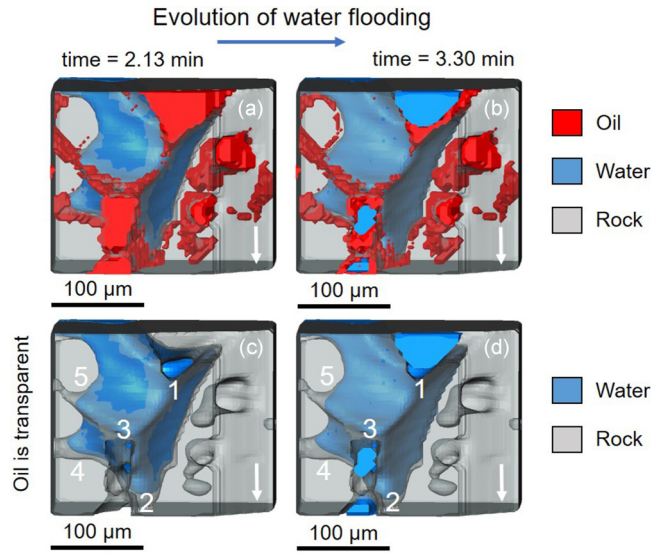 Evolution of water flooding
time = 2.13 min
time = 3.30 min
(a)
(b)
Oil
Water
Rock
100 µm
100 µm
Oil is transparent
(c)
(d)
5
1
3
4
2
5
1
3
4
2
Water
Rock
100 µm
100 µm